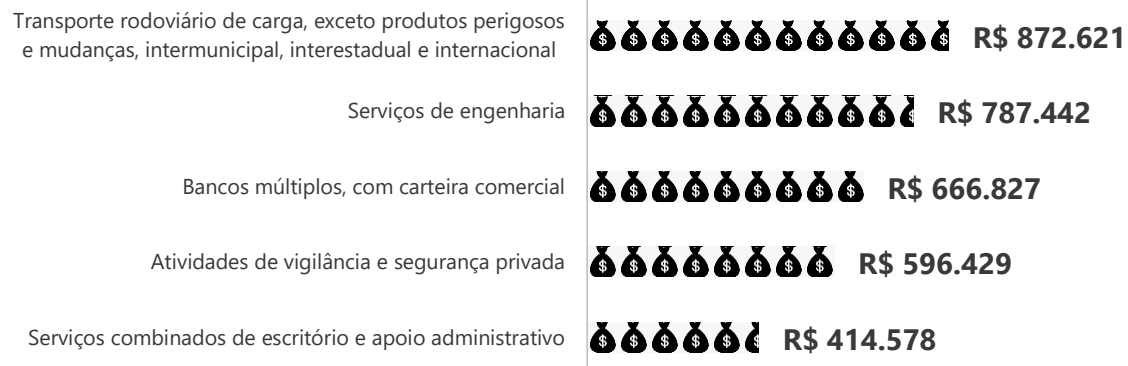 Transporte rodoviário de carga, exceto produtos perigosos
e mudanças, intermunicipal, interestadual e internacional
R$ 872.621
Serviços de engenharia
R$ 787.442
Bancos múltiplos, com carteira comercial
R$ 666.827
Atividades de vigilância e segurança privada
R$ 596.429
Serviços combinados de escritório e apoio administrativo
R$ 414.578